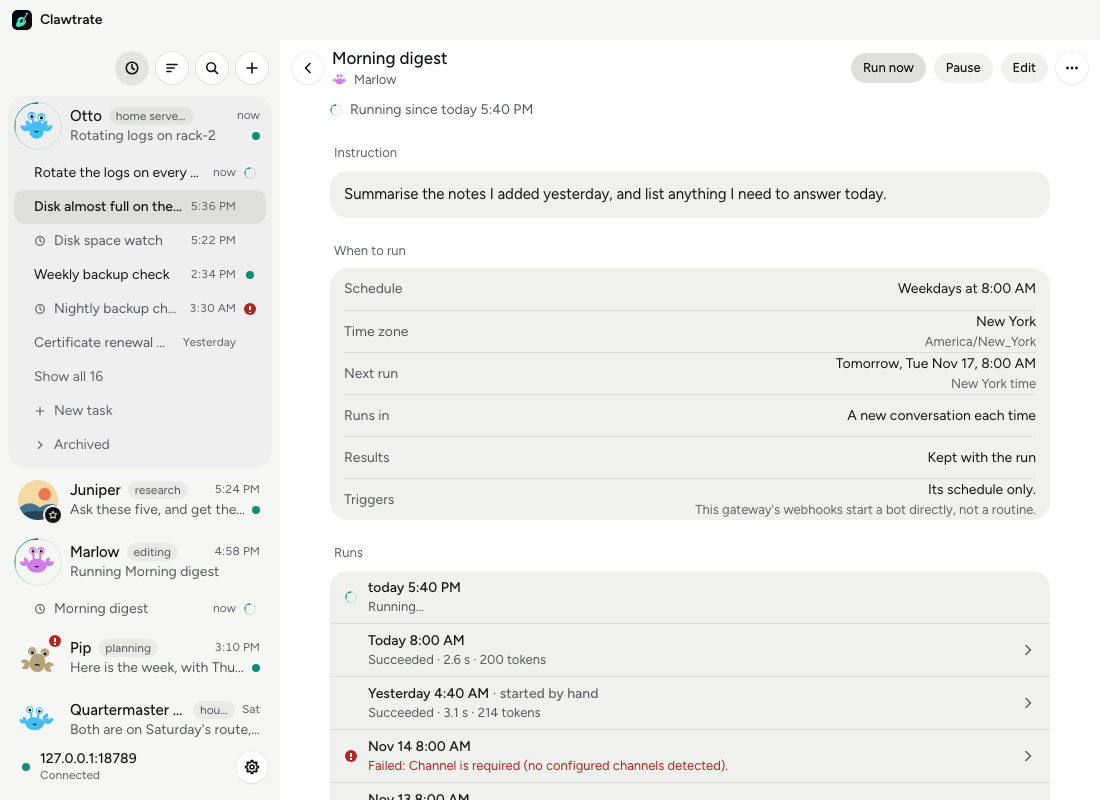 Clawtrate
Otto
home serve...
now
Rotating logs on rack-2
Rotate the logs on every ...
now
Disk almost full on the...
5:36 PM
Disk space watch
5:22 PM
Weekly backup check
2:34 PM
Nightly backup ch...
3:30 AM
Certificate renewal ...
Yesterday
Show all 16
New task
Archived
Juniper
research
5:24 PM
Ask these five, and get the...
Marlow
editing
4:58 PM
Running Morning digest
Morning digest
now
Pip
planning
3:10 PM
Here is the week, with Thu...
Quartermaster ...
hou...
Sat
Both are on Saturday's route,...
127.0.0.1:18789
Connected
Morning digest
Marlow
Run now
Pause
Edit
Running since today 5:40 PM
Instruction
Summarise the notes I added yesterday, and list anything I need to answer today.
When to run
Schedule
Weekdays at 8:00 AM
Time zone
New York
America/New_York
Next run
Tomorrow, Tue Nov 17, 8:00 AM
New York time
Runs in
A new conversation each time
Results
Kept with the run
Triggers
Its schedule only.
This gateway's webhooks start a bot directly, not a routine.
Runs
today 5:40 PM
Running...
Today 8:00 AM
Succeeded · 2.6 s · 200 tokens
Yesterday 4:40 AM · started by hand
Succeeded · 3.1 s · 214 tokens
Nov 14 8:00 AM
Failed: Channel is required (no configured channels detected).
Nov 13 8:00 AM